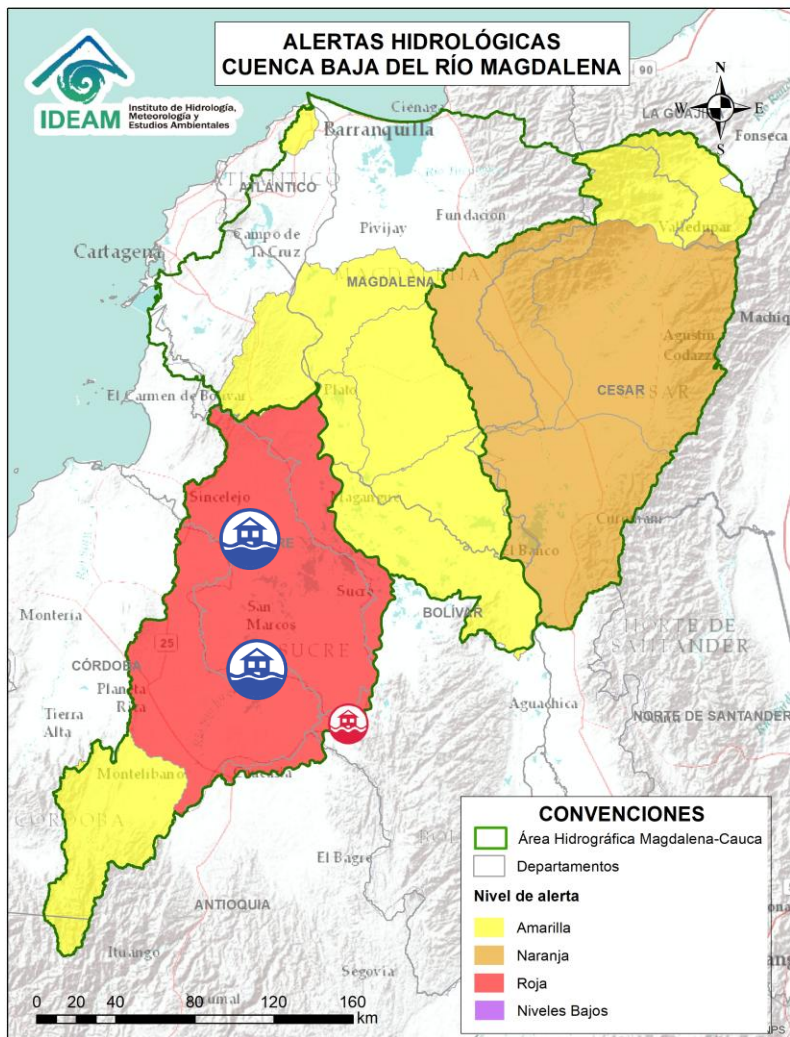 ALERTAS HIDROLÓGICAS
CUENCA BAJA DEL RÍO MAGDALENA
IDEAM
Instituto de Hidrología,
Meteorología y
Estudios Ambientales
N
W
E
S
90
LA GUAJIRA
Fonseca
Ciénaga
Barranquilla
ATLÁNTICO
Fundación
Pivijay
Valledupar
Campo de
la Cruz
Cartagena
MAGDALENA
Machiq
Agustín
Codazzi
CESAR
El Carmen de Bolívar
Plato
Sincelejo
Magangué
Curumaní
El Banco
Sucre
BOLÍVAR
San
Marcos
SUCRE
Montería
NORTE DE
SANTANDER
25
CÓRDOBA
Planeta
Rica
Aguachica
Tierra
Alta
NORTE DE SANTANDER
Montelíbano
Caucasia
CÓRDOBA
El Bagre
ANTIOQUIA
Ituango
Segovia
CONVENCIONES
Área Hidrográfica Magdalena-Cauca
Departamentos
Nivel de alerta
Amarilla
Naranja
Roja
Niveles Bajos
0 20 40 80 120 160
km